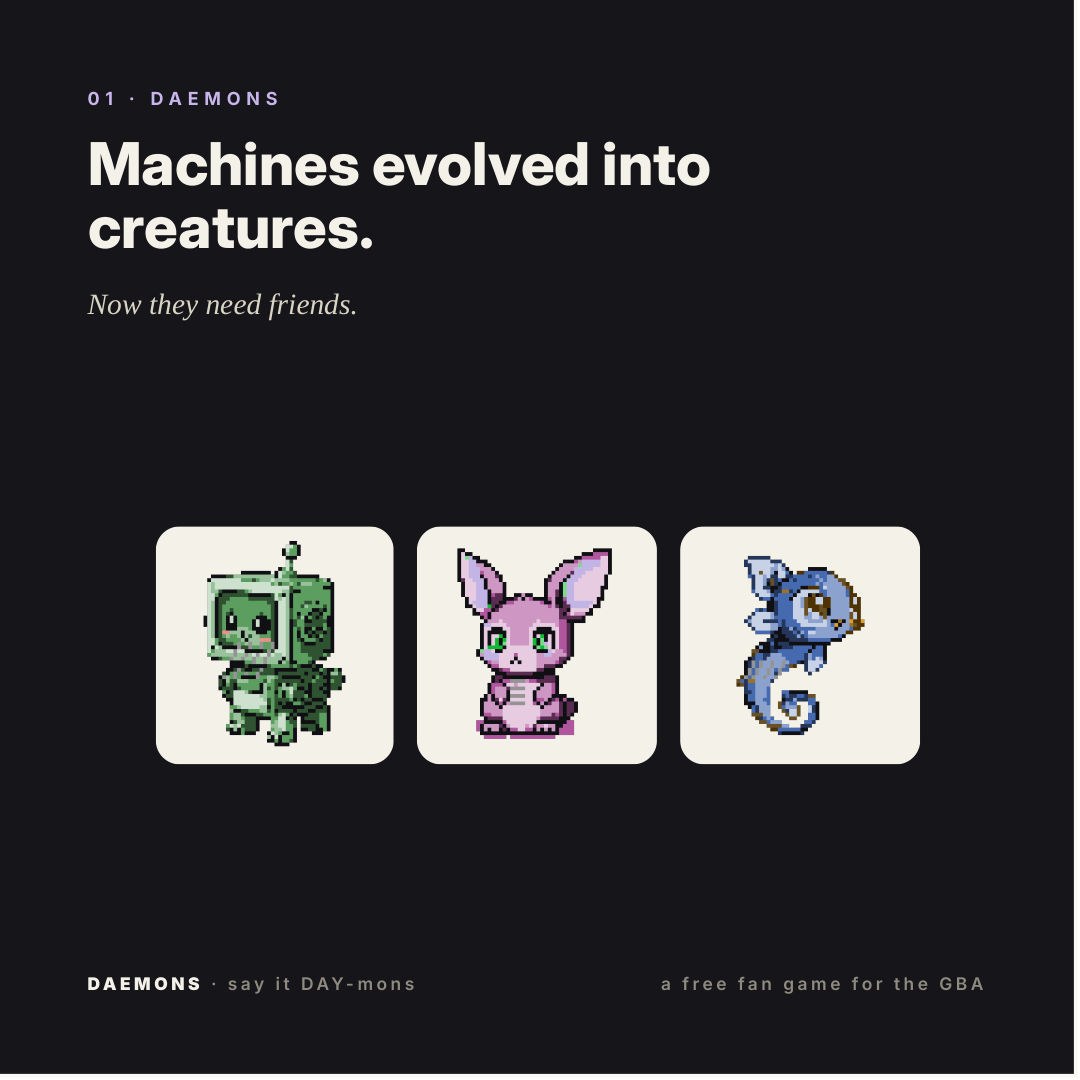 01 · DAEMONS
Machines evolved into
creatures.
Now they need friends.
DAEMONS · say it DAY-mons
a free fan game for the GBA